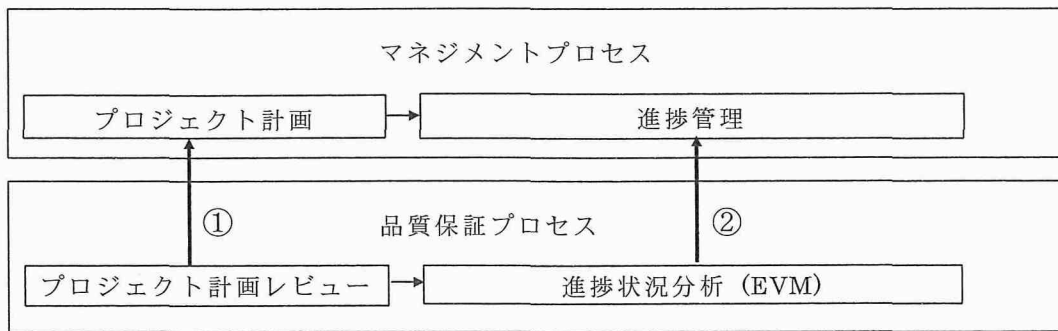 マネジメントプロセス
プロジェクト計画
進捗管理
①
②
品質保証プロセス
プロジェクト計画レビュー
進捗状況分析 (EVM)